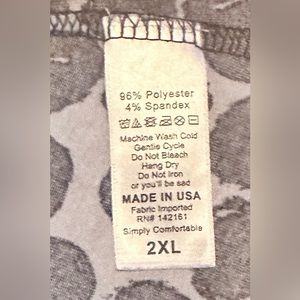 96% Polyester
4% Spandex
Machine Wash Cold
Gentle Cycle
Do Not Bleach
Hang Dry
Do Not Iron
or you'll be sad
MADE IN USA
Fabric Imported
RN# 142161
Simply Comfortable
2XL